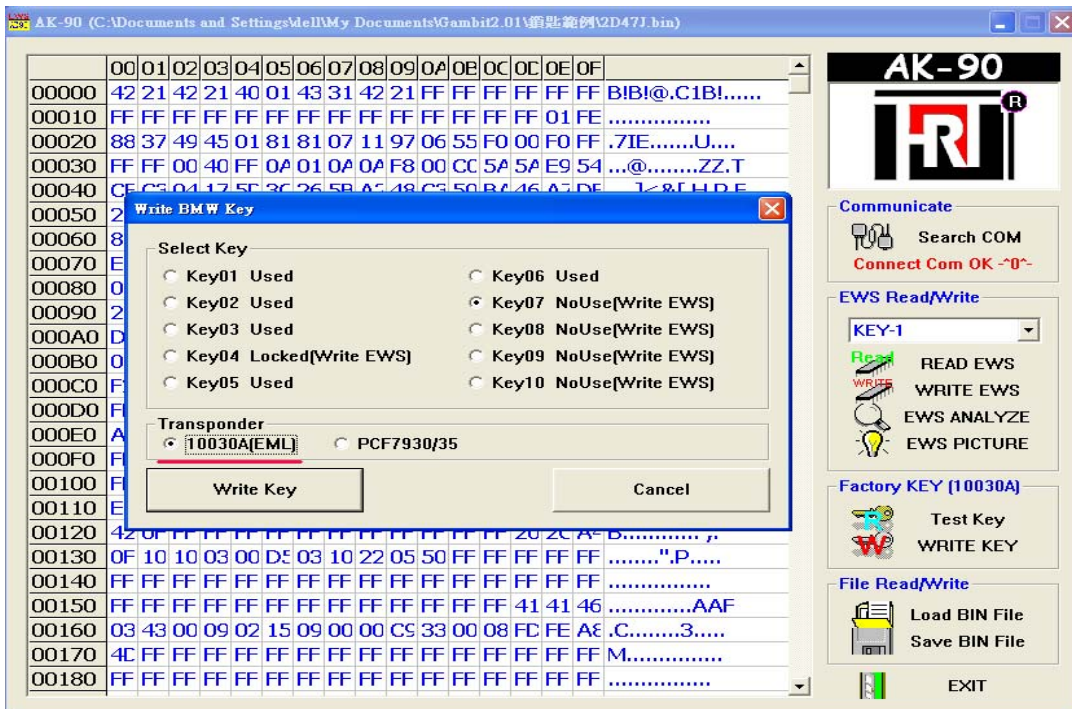 AK-90 (C:\Documents and Settings\dell\My Documents\Gambit2.01\鑰匙範例\2D47J.bin)
00 01 02 03 04 05 06 07 08 09 0A 0B 0C 0D 0E 0F
00000 42 21 42 21 40 01 43 31 42 21 FF FF FF FF FF FF B!B!@.C1B!......
00010 FF FF FF FF FF FF FF FF FF FF FF FF FF FF 01 FE ................
00020 88 37 49 45 01 81 81 07 11 97 06 55 F0 00 F0 FF .7IE.......U....
00030 FF FF 00 40 FF 0A 01 0A 0A F8 00 CC 5A 5A E9 54 ...@........ZZ.T
00040
00050 2
00060 8
00070 E
00080 0
00090 2
000A0 D
000B0 0
000C0 F
000D0 F
000E0 A
000F0 F
00100 F
00110 E
00120
00130 0F 10 10 03 00 D5 03 10 22 05 50 FF FF FF FF FF ........".P.....
00140 FF FF FF FF FF FF FF FF FF FF FF FF FF FF FF FF ................
00150 FF FF FF FF FF FF FF FF FF FF FF FF FF 41 41 46 .............AAF
00160 03 43 00 09 02 15 09 00 00 C9 33 00 08 FD FE A8 .C........3.....
00170 4D FF FF FF FF FF FF FF FF FF FF FF FF FF FF FF M...............
00180 FF FF FF FF FF FF FF FF FF FF FF FF FF FF FF FF ................
Write BMW Key
Select Key
Key01 Used
Key02 Used
Key03 Used
Key04 Locked(Write EWS)
Key05 Used
Key06 Used
Key07 NoUse(Write EWS)
Key08 NoUse(Write EWS)
Key09 NoUse(Write EWS)
Key10 NoUse(Write EWS)
Transponder
10030A(EML)
PCF7930/35
Write Key
Cancel
AK-90
HRT
®
Communicate
Search COM
Connect Com OK -^0^-
EWS Read/Write
KEY-1
Read
READ EWS
WRITE
WRITE EWS
EWS ANALYZE
EWS PICTURE
Factory KEY (10030A)
R
Test Key
W
WRITE KEY
File Read/Write
Load BIN File
Save BIN File
EXIT